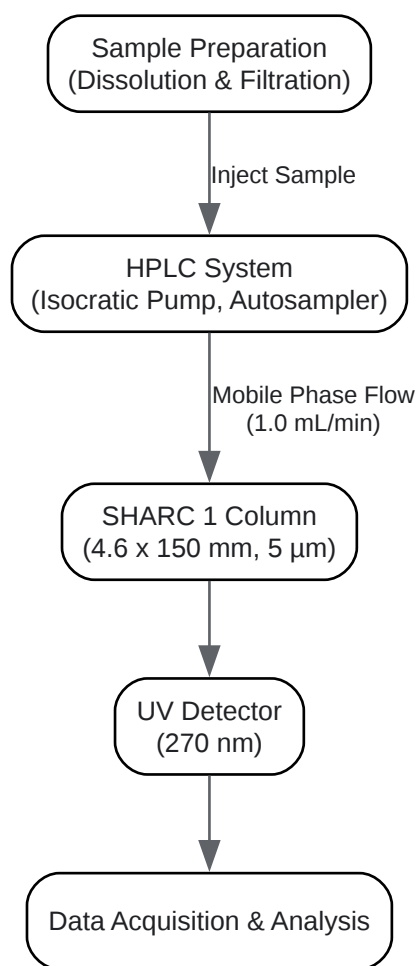 Sample Preparation
(Dissolution & Filtration)
Inject Sample
HPLC System
(Isocratic Pump, Autosampler)
Mobile Phase Flow
(1.0 mL/min)
SHARC 1 Column
(4.6 x 150 mm, 5 µm)
UV Detector
(270 nm)
Data Acquisition & Analysis